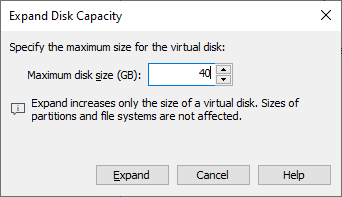 Expand Disk Capacity
Specify the maximum size for the virtual disk:
Maximum disk size (GB): 40
Expand increases only the size of a virtual disk. Sizes of
partitions and file systems are not affected.
Expand Cancel Help